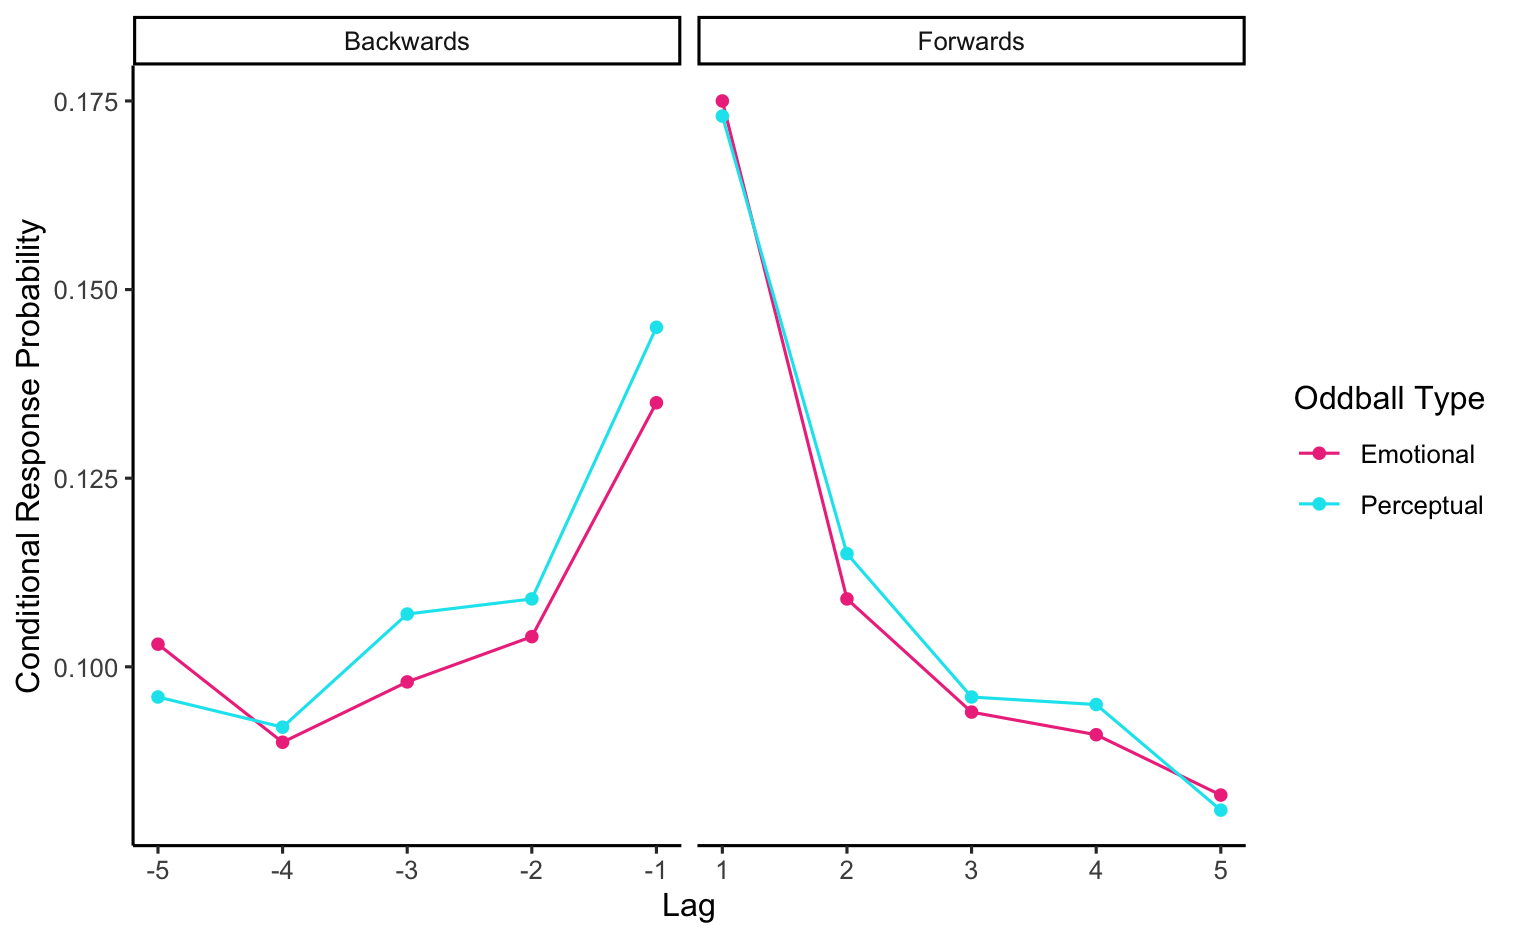 Backwards
Forwards
0.175
0.150
0.125
0.100
Conditional Response Probability
-5 -4 -3 -2 -1 1 2 3 4 5
Lag
Oddball Type
Emotional
Perceptual